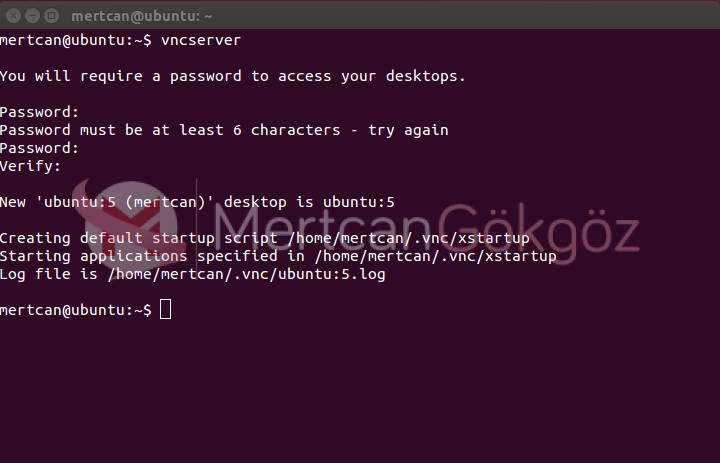 mertcan@ubuntu: ~
mertcan@ubuntu:~$ vncserver
You will require a password to access your desktops.
Password:
Password must be at least 6 characters - try again
Password:
Verify:
New 'ubuntu:5 (mertcan)' desktop is ubuntu:5
MertcanGökgöz
Creating default startup script /home/mertcan/.vnc/xstartup
Starting applications specified in /home/mertcan/.vnc/xstartup
Log file is /home/mertcan/.vnc/ubuntu:5.log
mertcan@ubuntu:~$